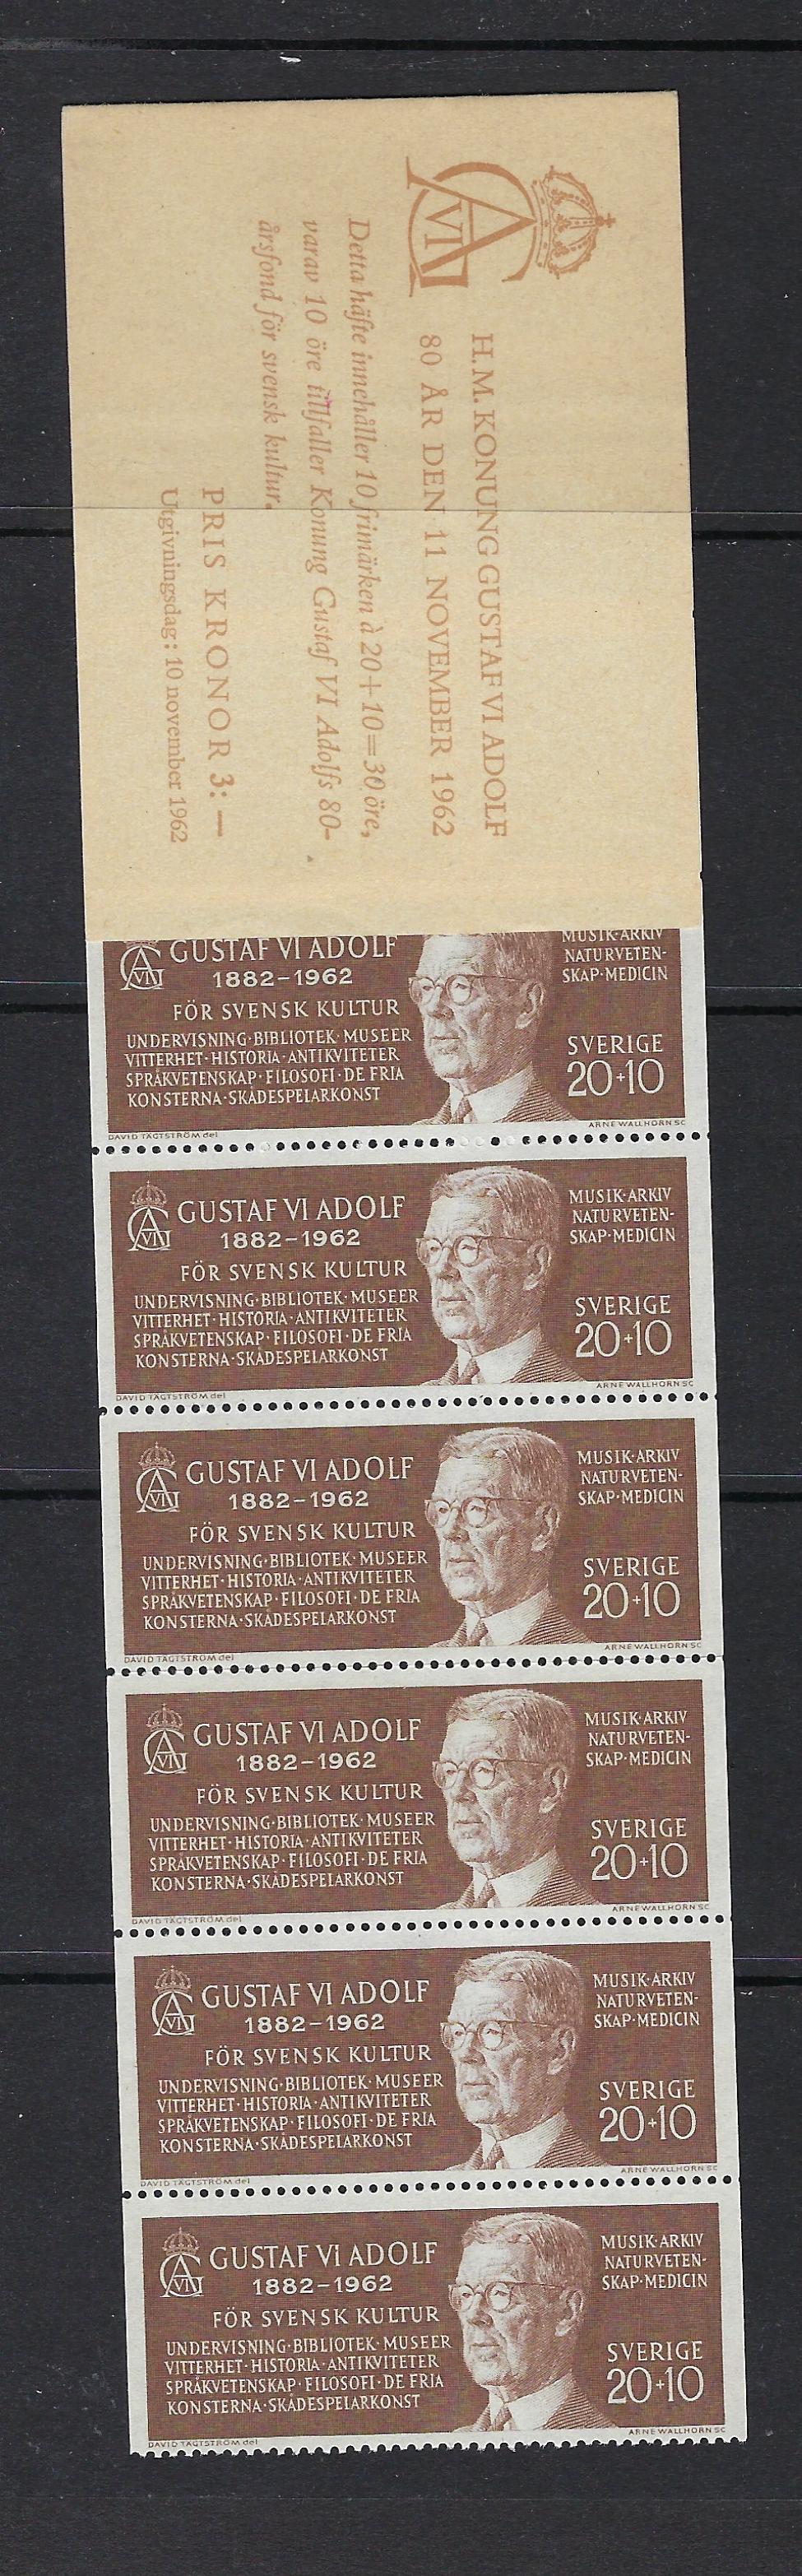 H.M. KONUNG GUSTAF VI ADOLF
80 ÅR DEN 11 NOVEMBER 1962
Detta häfte innehåller 10 frimärken à 20+10=30 öre,
varav 10 öre tillfaller Konung Gustaf VI Adolfs 80-
årsfond för svensk kultur.
PRIS KRONOR 3:—
Utgivningsdag: 10 november 1962
GUSTAF VI ADOLF
1882–1962
FÖR SVENSK KULTUR
UNDERVISNING·BIBLIOTEK·MUSEER
VITTERHET·HISTORIA·ANTIKVITETER
SPRÅKVETENSKAP·FILOSOFI·DE FRIA
KONSTERNA·SKÅDESPELARKONST
MUSIK·ARKIV
NATURVETEN-
SKAP·MEDICIN
SVERIGE
20+10
DAVID TÄGTSTRÖM del
ARNE WALLHORN SC
GUSTAF VI ADOLF
1882–1962
FÖR SVENSK KULTUR
UNDERVISNING·BIBLIOTEK·MUSEER
VITTERHET·HISTORIA·ANTIKVITETER
SPRÅKVETENSKAP·FILOSOFI·DE FRIA
KONSTERNA·SKÅDESPELARKONST
MUSIK·ARKIV
NATURVETEN-
SKAP·MEDICIN
SVERIGE
20+10
DAVID TÄGTSTRÖM del
ARNE WALLHORN SC
GUSTAF VI ADOLF
1882–1962
FÖR SVENSK KULTUR
UNDERVISNING·BIBLIOTEK·MUSEER
VITTERHET·HISTORIA·ANTIKVITETER
SPRÅKVETENSKAP·FILOSOFI·DE FRIA
KONSTERNA·SKÅDESPELARKONST
MUSIK·ARKIV
NATURVETEN-
SKAP·MEDICIN
SVERIGE
20+10
DAVID TÄGTSTRÖM del
ARNE WALLHORN SC
GUSTAF VI ADOLF
1882–1962
FÖR SVENSK KULTUR
UNDERVISNING·BIBLIOTEK·MUSEER
VITTERHET·HISTORIA·ANTIKVITETER
SPRÅKVETENSKAP·FILOSOFI·DE FRIA
KONSTERNA·SKÅDESPELARKONST
MUSIK·ARKIV
NATURVETEN-
SKAP·MEDICIN
SVERIGE
20+10
DAVID TÄGTSTRÖM del
ARNE WALLHORN SC
GUSTAF VI ADOLF
1882–1962
FÖR SVENSK KULTUR
UNDERVISNING·BIBLIOTEK·MUSEER
VITTERHET·HISTORIA·ANTIKVITETER
SPRÅKVETENSKAP·FILOSOFI·DE FRIA
KONSTERNA·SKÅDESPELARKONST
MUSIK·ARKIV
NATURVETEN-
SKAP·MEDICIN
SVERIGE
20+10
DAVID TÄGTSTRÖM del
ARNE WALLHORN SC
GUSTAF VI ADOLF
1882–1962
FÖR SVENSK KULTUR
UNDERVISNING·BIBLIOTEK·MUSEER
VITTERHET·HISTORIA·ANTIKVITETER
SPRÅKVETENSKAP·FILOSOFI·DE FRIA
KONSTERNA·SKÅDESPELARKONST
MUSIK·ARKIV
NATURVETEN-
SKAP·MEDICIN
SVERIGE
20+10
DAVID TÄGTSTRÖM del
ARNE WALLHORN SC